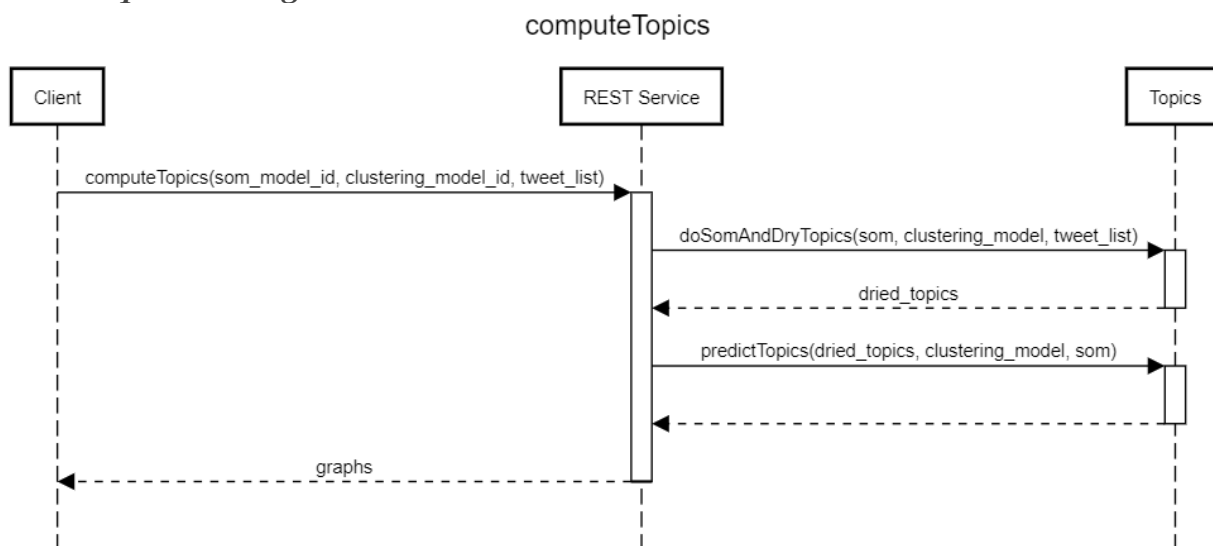 computeTopics
Client
REST Service
Topics
computeTopics(som_model_id, clustering_model_id, tweet_list)
doSomAndDryTopics(som, clustering_model, tweet_list)
dried_topics
predictTopics(dried_topics, clustering_model, som)
graphs